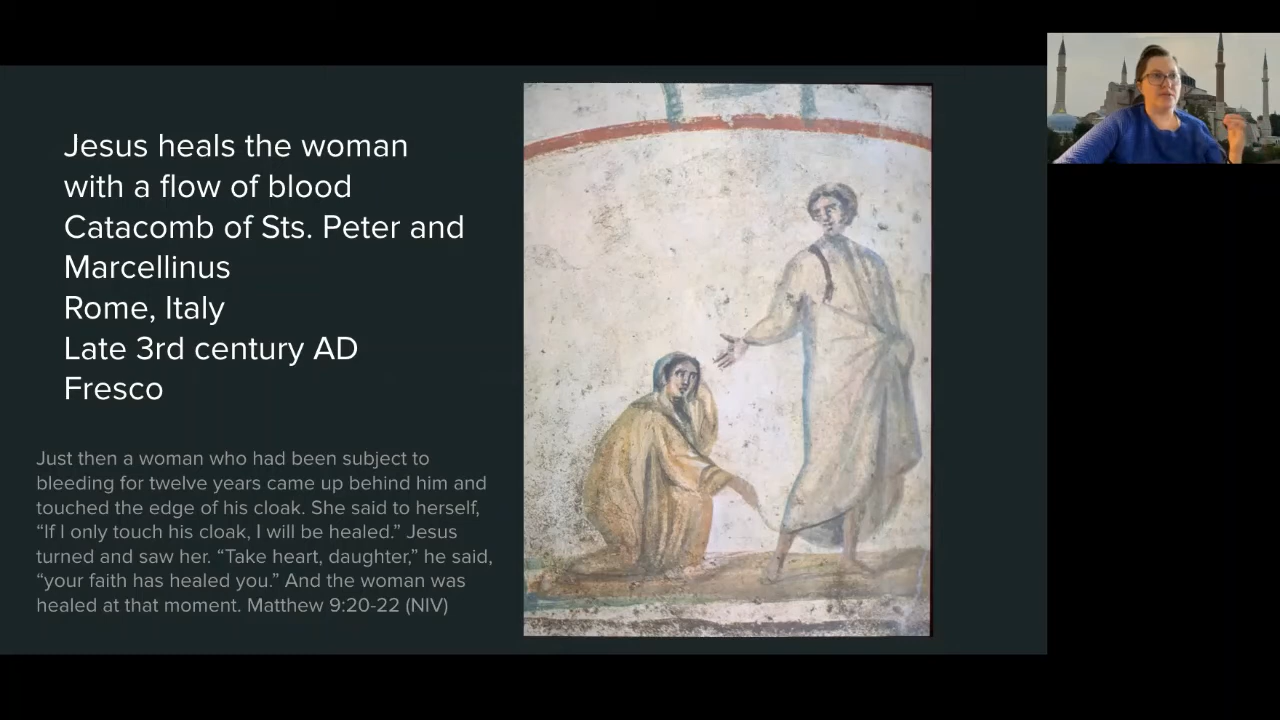 Jesus heals the woman
with a flow of blood
Catacomb of Sts. Peter and
Marcellinus
Rome, Italy
Late 3rd century AD
Fresco
Just then a woman who had been subject to
bleeding for twelve years came up behind him and
touched the edge of his cloak. She said to herself,
“If I only touch his cloak, I will be healed.” Jesus
turned and saw her. “Take heart, daughter,” he said,
“your faith has healed you.” And the woman was
healed at that moment. Matthew 9:20-22 (NIV)